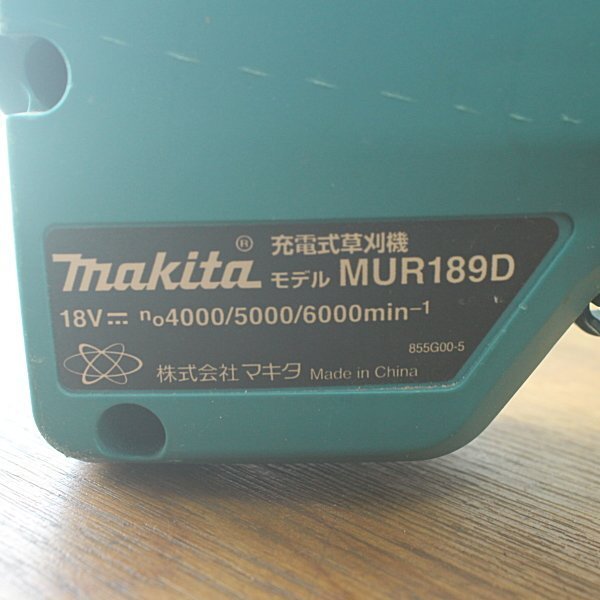 makita® 充電式草刈機
モデル MUR189D
18V⎓ no4000/5000/6000min-1
855G00-5
株式会社マキタ Made in China